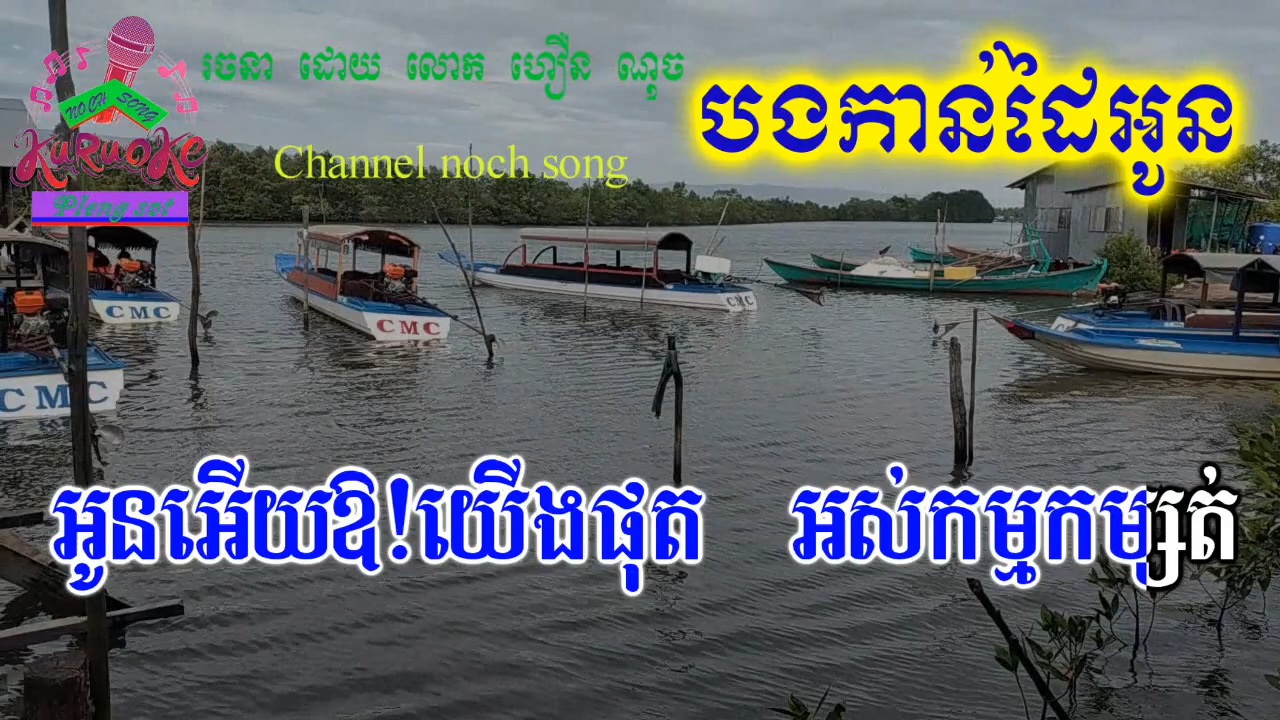 NOCH SONG
KaRuoKe
Pleng sot
រចនា ដោយ លោក ហឿន ណូច
Channel noch song
បងកាន់ដៃអូន
CMC
CMC
CMC
CMC
អូនអើយឱ!យើងផុត អស់កម្មកម្សត់